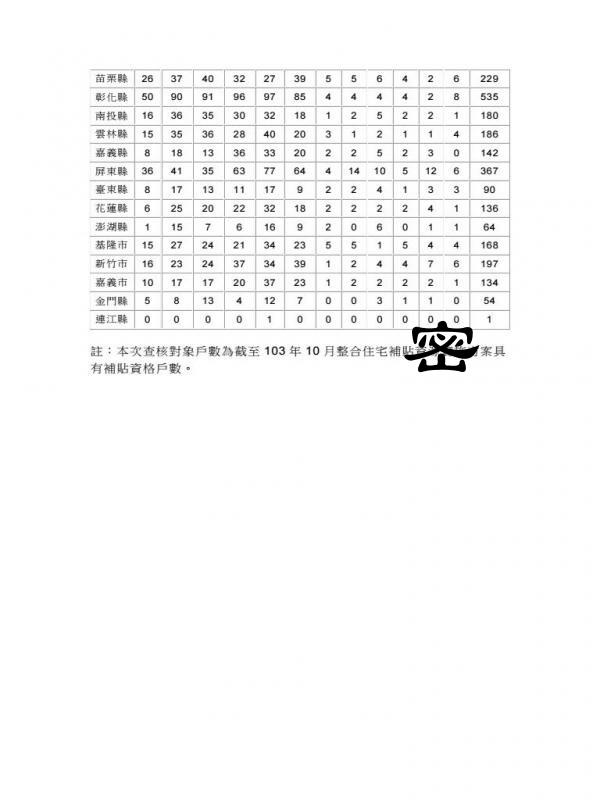 苗栗縣 26 37 40 32 27 39 5 5 6 4 2 6 229
彰化縣 50 90 91 96 97 85 4 4 4 4 2 8 535
南投縣 16 36 35 30 32 18 1 2 5 2 2 1 180
雲林縣 15 35 36 28 40 20 3 1 2 1 1 4 186
嘉義縣 8 18 13 36 33 20 2 2 5 2 3 0 142
屏東縣 36 41 35 63 77 64 4 14 10 5 12 6 367
臺東縣 8 17 13 11 17 9 2 2 4 1 3 3 90
花蓮縣 6 25 20 22 32 18 2 2 2 2 4 1 136
澎湖縣 1 15 7 6 16 9 2 0 6 0 1 1 64
基隆市 15 27 24 21 34 23 5 5 1 5 4 4 168
新竹市 16 23 24 37 34 39 1 2 4 4 7 6 197
嘉義市 10 17 17 20 37 23 1 2 2 2 2 1 134
金門縣 5 8 13 4 12 7 0 0 3 1 1 0 54
連江縣 0 0 0 0 1 0 0 0 0 0 0 0 1
密
註：本次查核對象戶數為截至 103 年 10 月整合住宅補貼方案具
有補貼資格戶數。